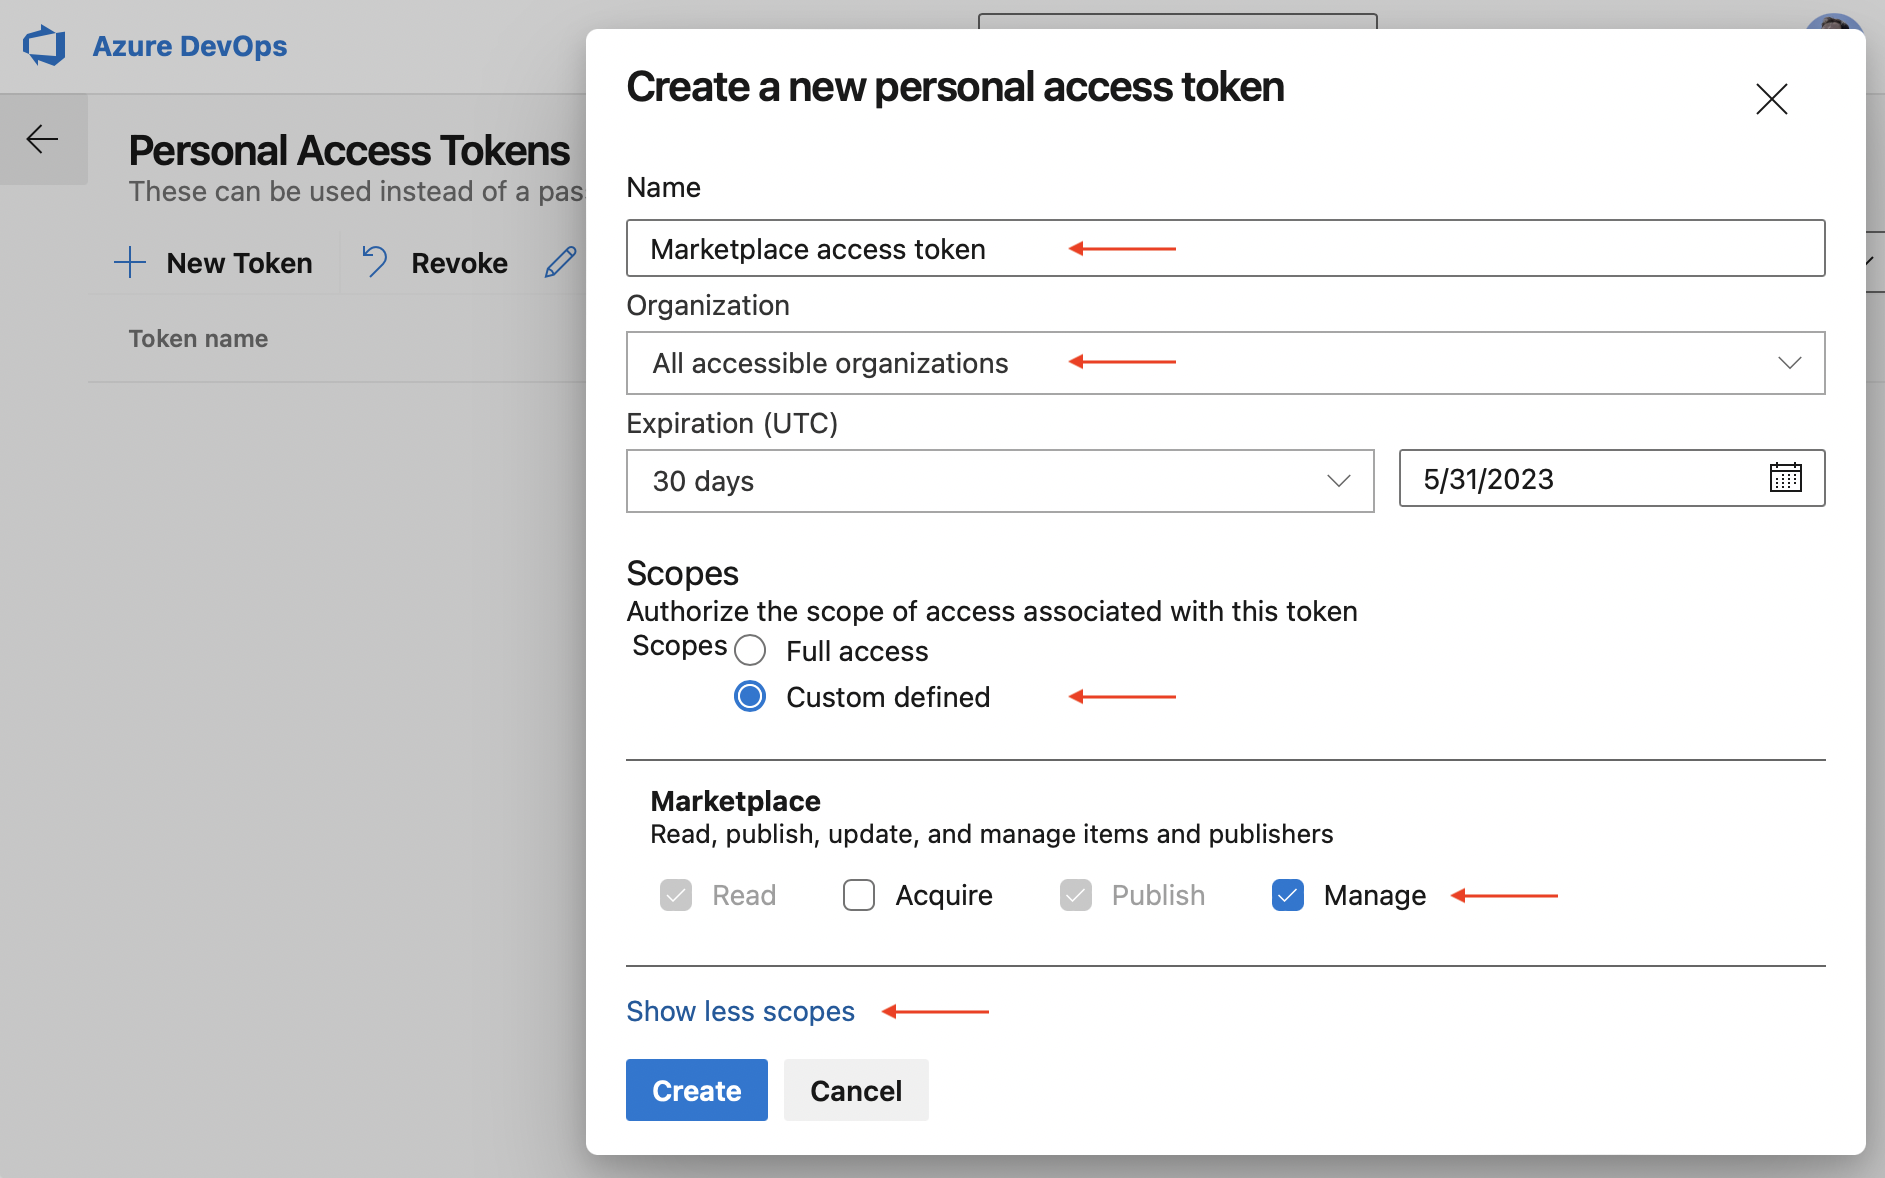 Azure DevOps
Personal Access Tokens
These can be used instead of a pas
New Token
Revoke
Token name
Create a new personal access token
Name
Marketplace access token
Organization
All accessible organizations
Expiration (UTC)
30 days
5/31/2023
Scopes
Authorize the scope of access associated with this token
Scopes
Full access
Custom defined
Marketplace
Read, publish, update, and manage items and publishers
Read
Acquire
Publish
Manage
Show less scopes
Create
Cancel